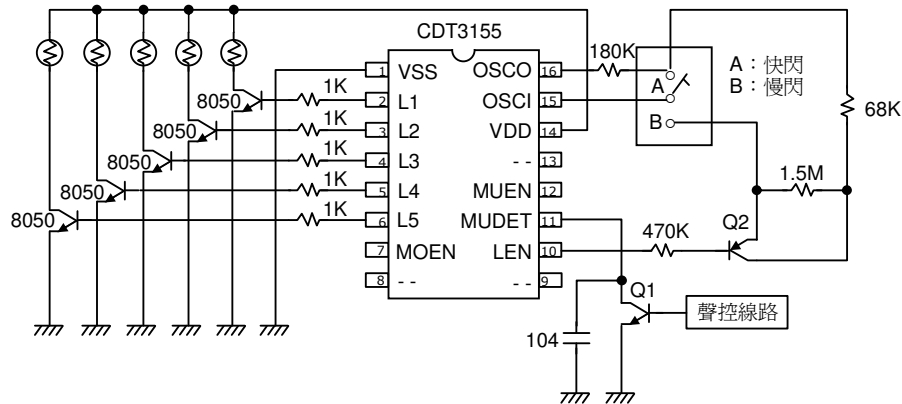 CDT3155
VSS
L1
L2
L3
L4
L5
MOEN
- -
OSCO
OSCI
VDD
- -
MUEN
MUDET
LEN
- -
1
2
3
4
5
6
7
8
16
15
14
13
12
11
10
9
8050
8050
8050
8050
8050
1K
1K
1K
1K
1K
180K
A
B
A：快閃
B：慢閃
68K
1.5M
Q2
470K
Q1
104
聲控線路